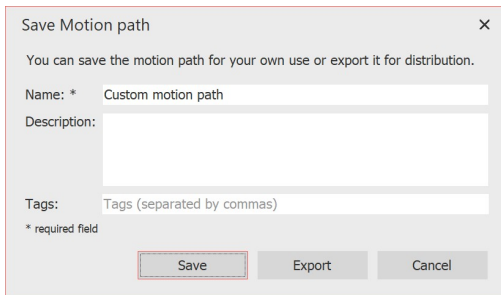 Save Motion path
You can save the motion path for your own use or export it for distribution.
Name: * Custom motion path
Description:
Tags: Tags (separated by commas)
* required field
Save Export Cancel